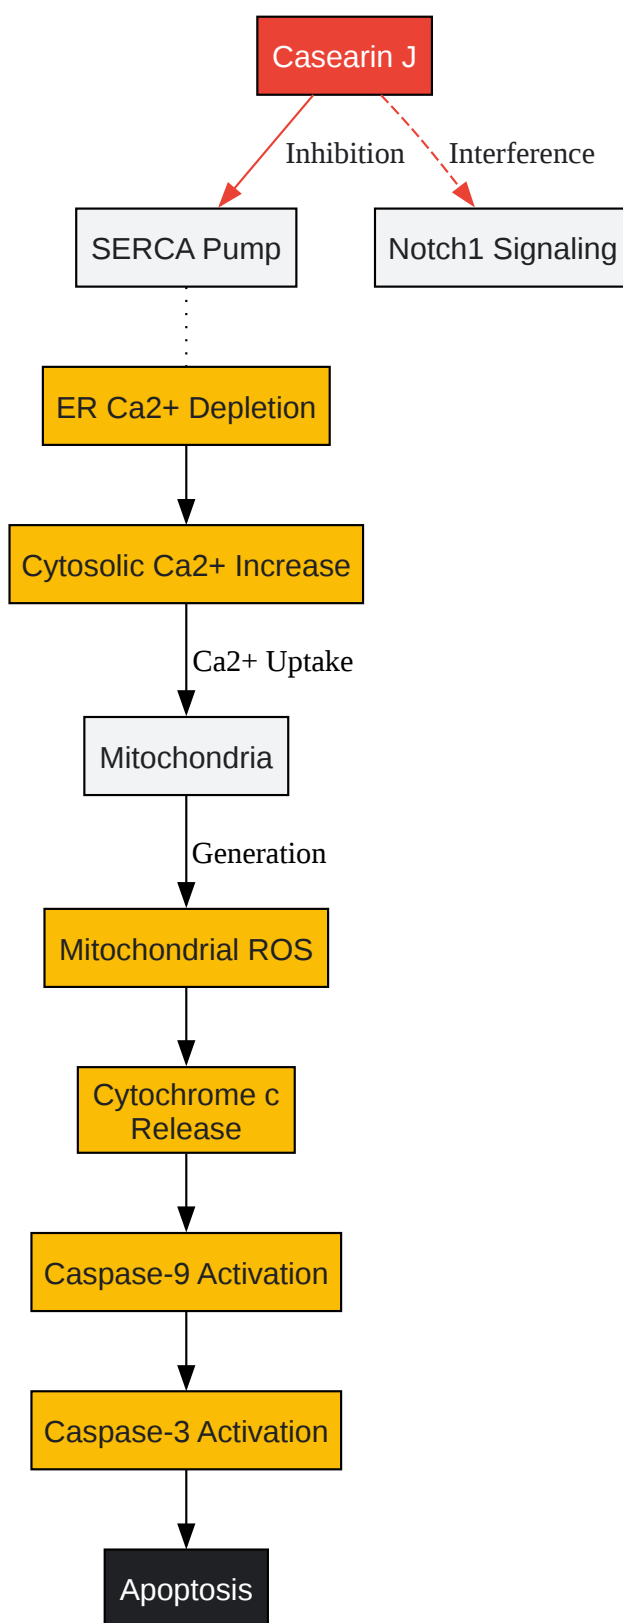 Casearin J
Inhibition
Interference
SERCA Pump
Notch1 Signaling
ER Ca2+ Depletion
Cytosolic Ca2+ Increase
Ca2+ Uptake
Mitochondria
Generation
Mitochondrial ROS
Cytochrome c
Release
Caspase-9 Activation
Caspase-3 Activation
Apoptosis